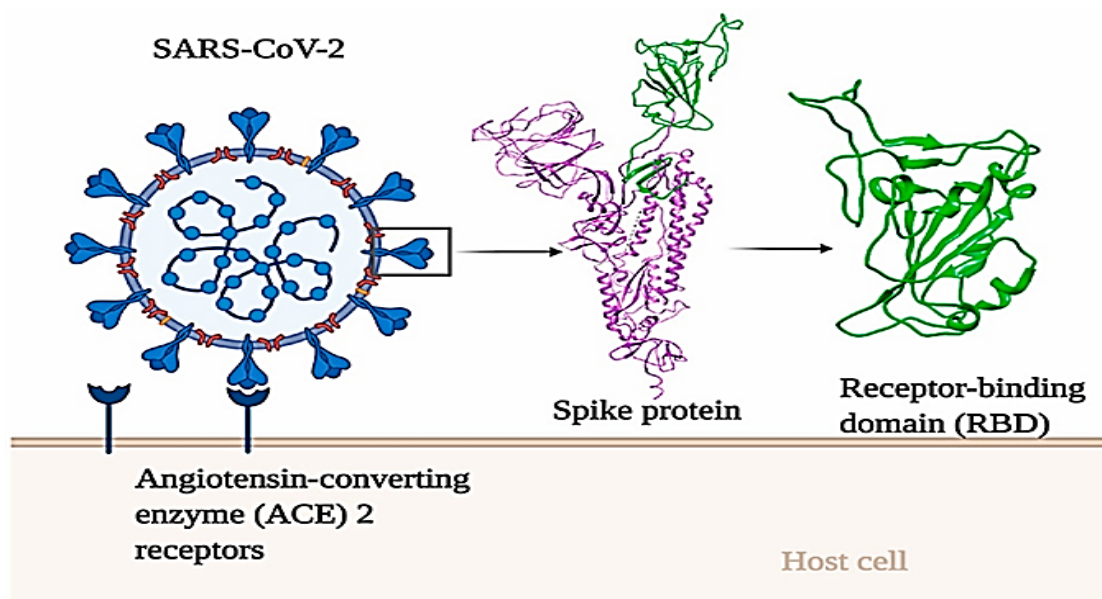 SARS-CoV-2
Spike protein
Receptor-binding
domain (RBD)
Angiotensin-converting
enzyme (ACE) 2
receptors
Host cell